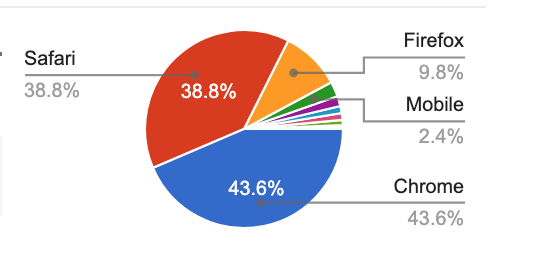 Safari
38.8%
38.8%
Firefox
9.8%
Mobile
2.4%
43.6%
Chrome
43.6%